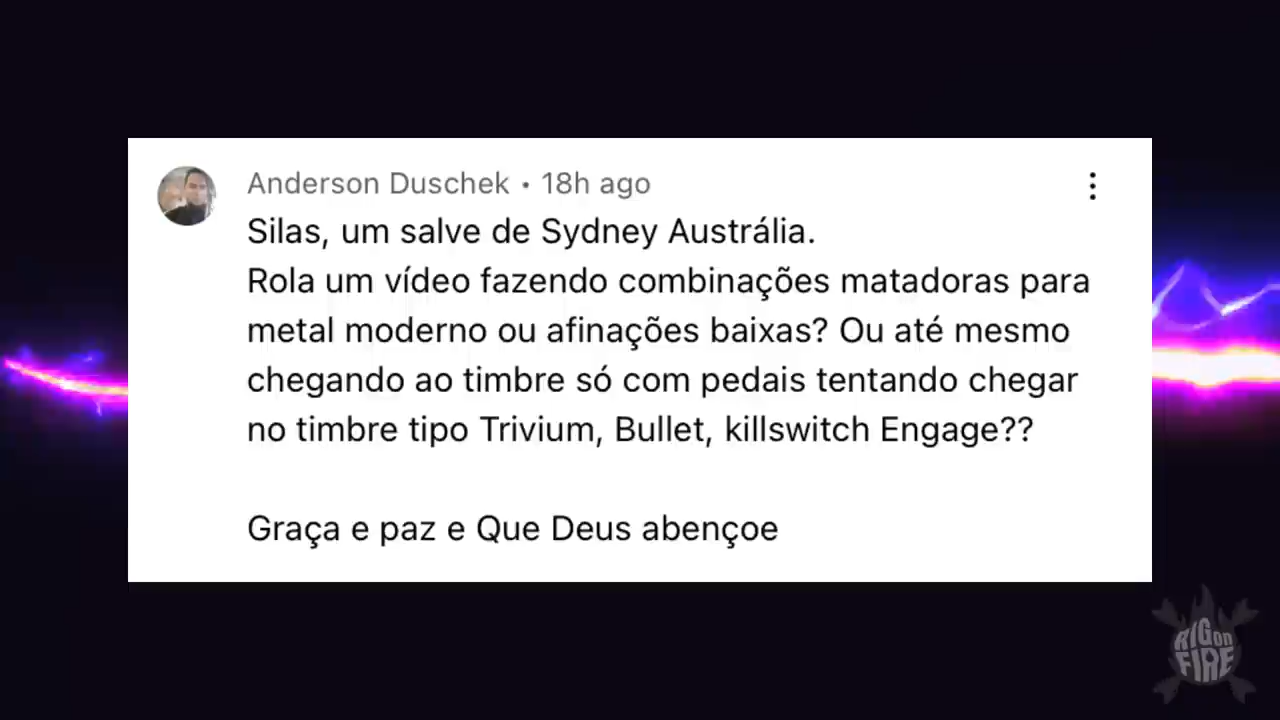 Anderson Duschek • 18h ago
Silas, um salve de Sydney Austrália.
Rola um vídeo fazendo combinações matadoras para
metal moderno ou afinações baixas? Ou até mesmo
chegando ao timbre só com pedais tentando chegar
no timbre tipo Trivium, Bullet, killswitch Engage??
Graça e paz e Que Deus abençoe
RIG on
FIRE